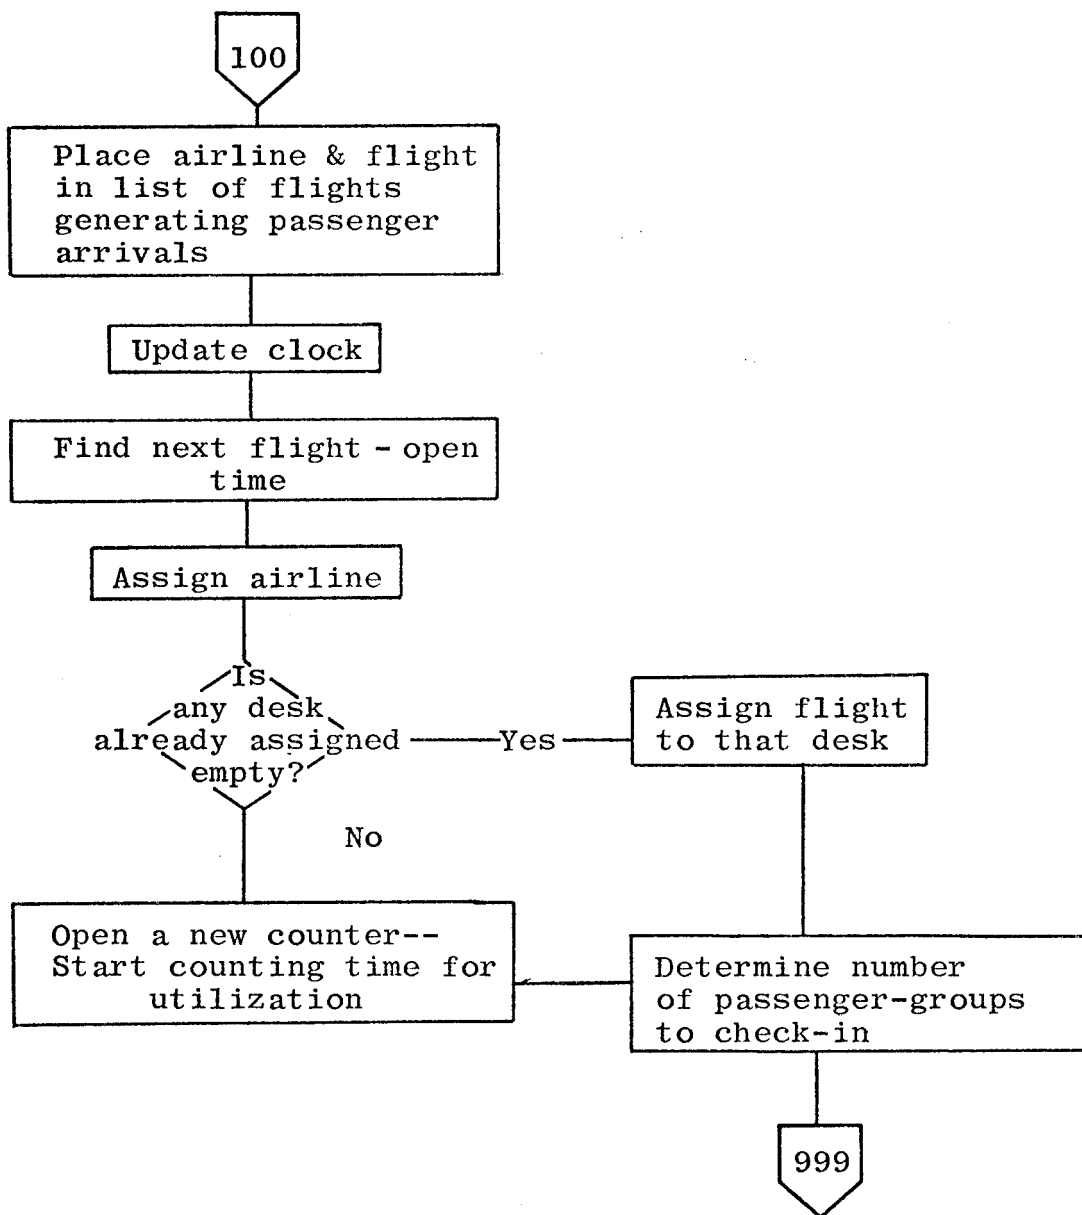 100
Place airline & flight
in list of flights
generating passenger
arrivals
Update clock
Find next flight - open
time
Assign airline
Is
any desk
already assigned
empty?
Yes
Assign flight
to that desk
No
Open a new counter--
Start counting time for
utilization
Determine number
of passenger-groups
to check-in
999